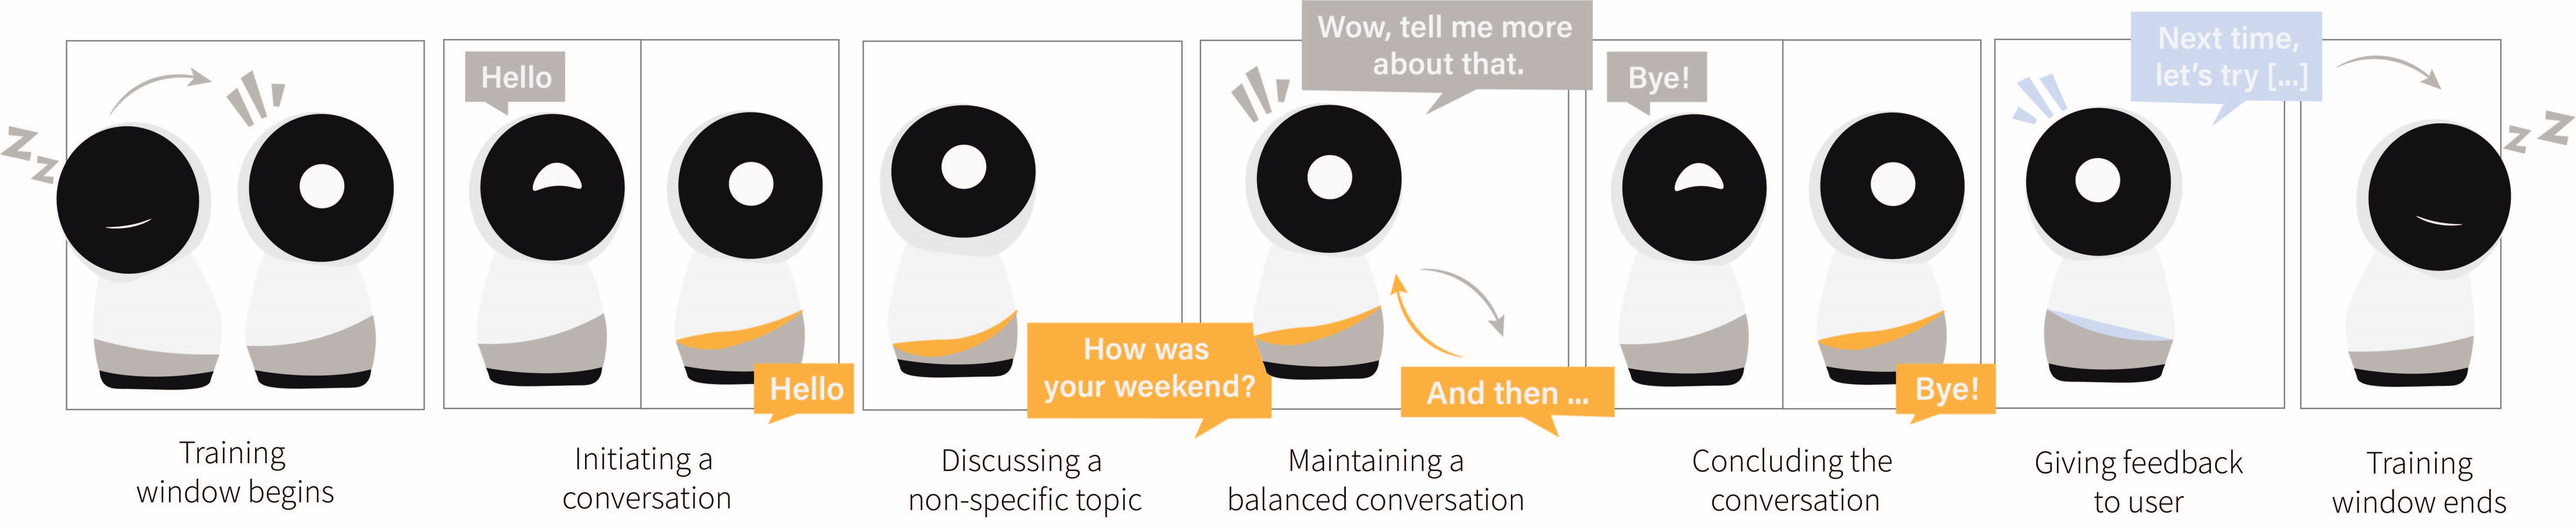 z
z
Training
window begins
Hello
Hello
Initiating a
conversation
How was
your weekend?
Discussing a
non-specific topic
Wow, tell me more
about that.
And then ...
Maintaining a
balanced conversation
Bye!
Bye!
Concluding the
conversation
Next time,
let's try [...]
Giving feedback
to user
z
z
Training
window ends